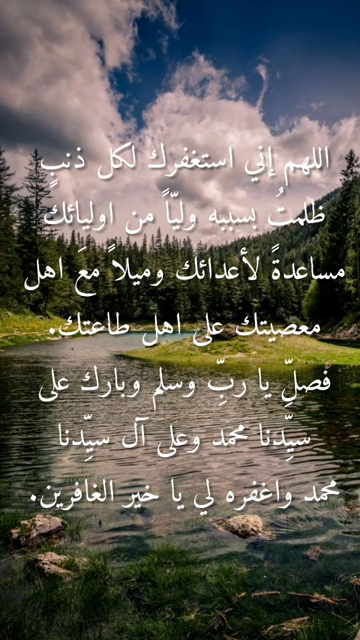 اللهم إني استغفرك لكل ذنبٍ
ظلمتُ بسببه وليّاً من اوليائك
مساعدةً لأعدائك وميلاً معَ اهل
معصيتك على اهل طاعتك.
فصلِّ يا ربِّ وسلم وبارك على
سيِّدنا محمد وعلى آل سيِّدنا
محمد واغفره لي يا خير الغافرين.